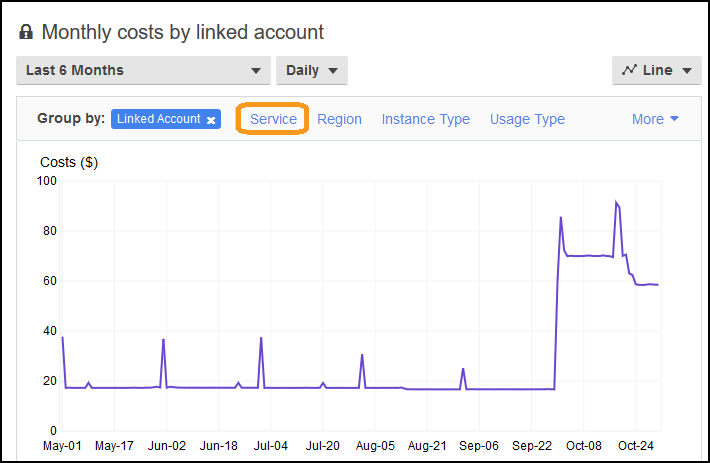 Monthly costs by linked account
Last 6 Months Daily Line
Group by: Linked Account × Service Region Instance Type Usage Type More
Costs ($)
100
80
60
40
20
0
May-01 May-17 Jun-02 Jun-18 Jul-04 Jul-20 Aug-05 Aug-21 Sep-06 Sep-22 Oct-08 Oct-24